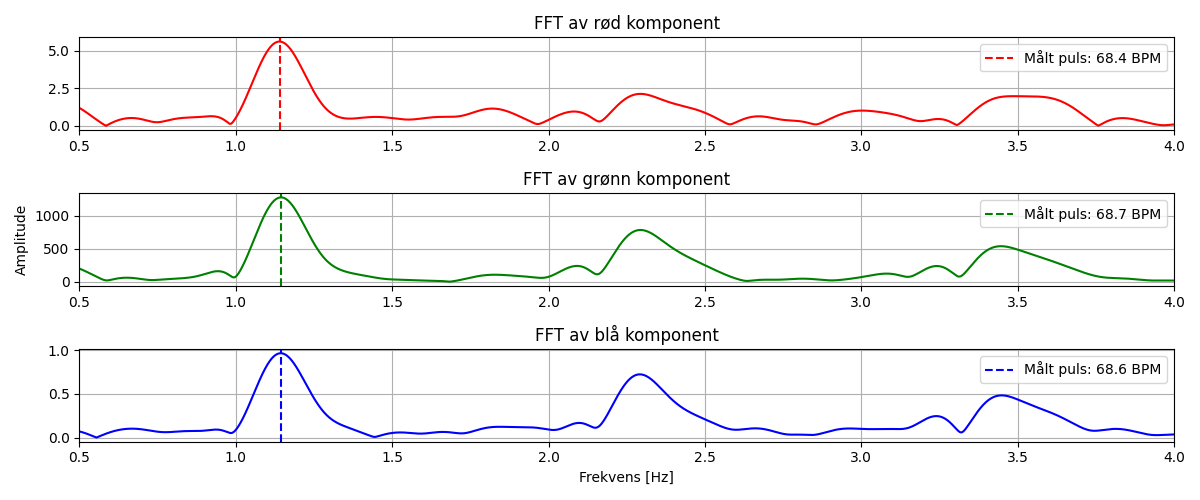 FFT av rød komponent
5.0
2.5
0.0
Målt puls: 68.4 BPM
0.5 1.0 1.5 2.0 2.5 3.0 3.5 4.0
FFT av grønn komponent
Amplitude
1000
500
0
Målt puls: 68.7 BPM
0.5 1.0 1.5 2.0 2.5 3.0 3.5 4.0
FFT av blå komponent
1.0
0.5
0.0
Målt puls: 68.6 BPM
0.5 1.0 1.5 2.0 2.5 3.0 3.5 4.0
Frekvens [Hz]